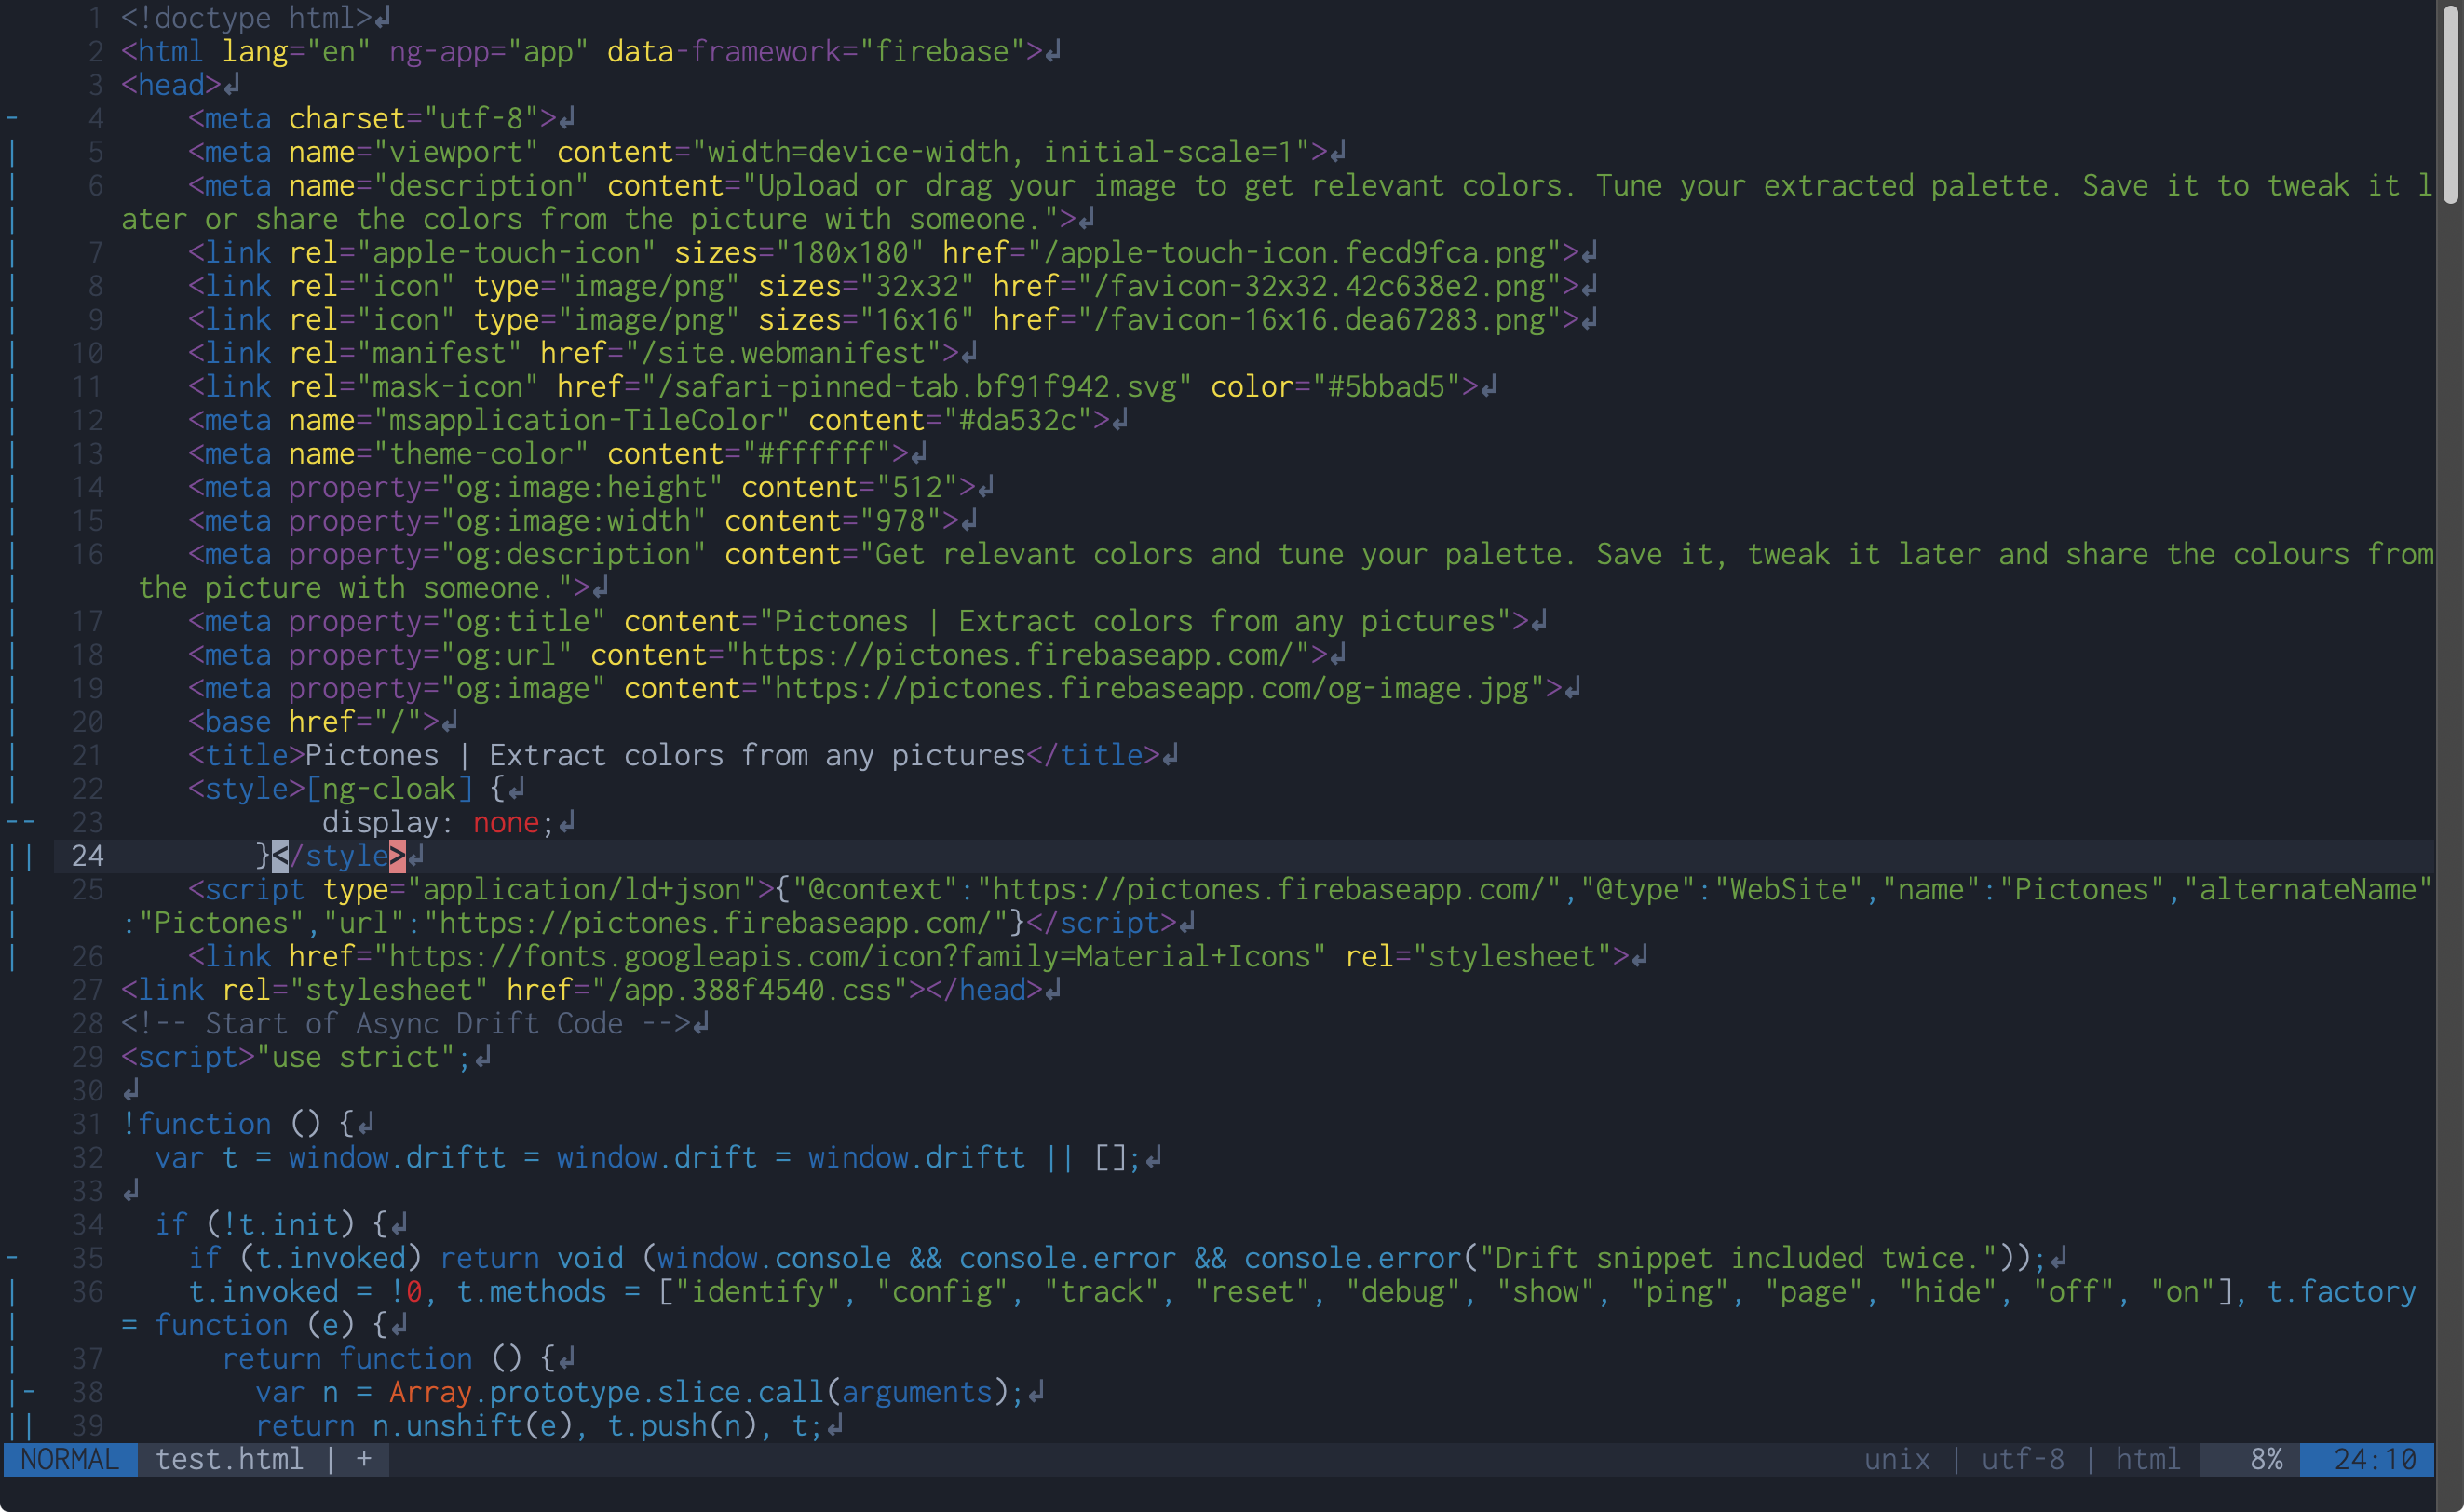 1 <!doctype html>↲
2 <html lang="en" ng-app="app" data-framework="firebase">↲
3 <head>↲
- 4     <meta charset="utf-8">↲
| 5     <meta name="viewport" content="width=device-width, initial-scale=1">↲
| 6     <meta name="description" content="Upload or drag your image to get relevant colors. Tune your extracted palette. Save it to tweak it l
| ater or share the colors from the picture with someone.">↲
| 7     <link rel="apple-touch-icon" sizes="180x180" href="/apple-touch-icon.fecd9fca.png">↲
| 8     <link rel="icon" type="image/png" sizes="32x32" href="/favicon-32x32.42c638e2.png">↲
| 9     <link rel="icon" type="image/png" sizes="16x16" href="/favicon-16x16.dea67283.png">↲
| 10     <link rel="manifest" href="/site.webmanifest">↲
| 11     <link rel="mask-icon" href="/safari-pinned-tab.bf91f942.svg" color="#5bbad5">↲
| 12     <meta name="msapplication-TileColor" content="#da532c">↲
| 13     <meta name="theme-color" content="#ffffff">↲
| 14     <meta property="og:image:height" content="512">↲
| 15     <meta property="og:image:width" content="978">↲
| 16     <meta property="og:description" content="Get relevant colors and tune your palette. Save it, tweak it later and share the colours from
|  the picture with someone.">↲
| 17     <meta property="og:title" content="Pictones | Extract colors from any pictures">↲
| 18     <meta property="og:url" content="https://pictones.firebaseapp.com/">↲
| 19     <meta property="og:image" content="https://pictones.firebaseapp.com/og-image.jpg">↲
| 20     <base href="/">↲
| 21     <title>Pictones | Extract colors from any pictures</title>↲
| 22     <style>[ng-cloak] {↲
-- 23             display: none;↲
|| 24         }</style>↲
| 25     <script type="application/ld+json">{"@context":"https://pictones.firebaseapp.com/","@type":"WebSite","name":"Pictones","alternateName"
| :"Pictones","url":"https://pictones.firebaseapp.com/"}</script>↲
| 26     <link href="https://fonts.googleapis.com/icon?family=Material+Icons" rel="stylesheet">↲
27 <link rel="stylesheet" href="/app.388f4540.css"></head>↲
28 <!-- Start of Async Drift Code -->↲
29 <script>"use strict";↲
30 ↲
31 !function () {↲
32   var t = window.driftt = window.drift = window.driftt || [];↲
33 ↲
34   if (!t.init) {↲
- 35     if (t.invoked) return void (window.console && console.error && console.error("Drift snippet included twice."));↲
| 36     t.invoked = !0, t.methods = ["identify", "config", "track", "reset", "debug", "show", "ping", "page", "hide", "off", "on"], t.factory
| = function (e) {↲
| 37       return function () {↲
|- 38         var n = Array.prototype.slice.call(arguments);↲
|| 39         return n.unshift(e), t.push(n), t;↲
NORMAL test.html | + unix | utf-8 | html 8% 24:10